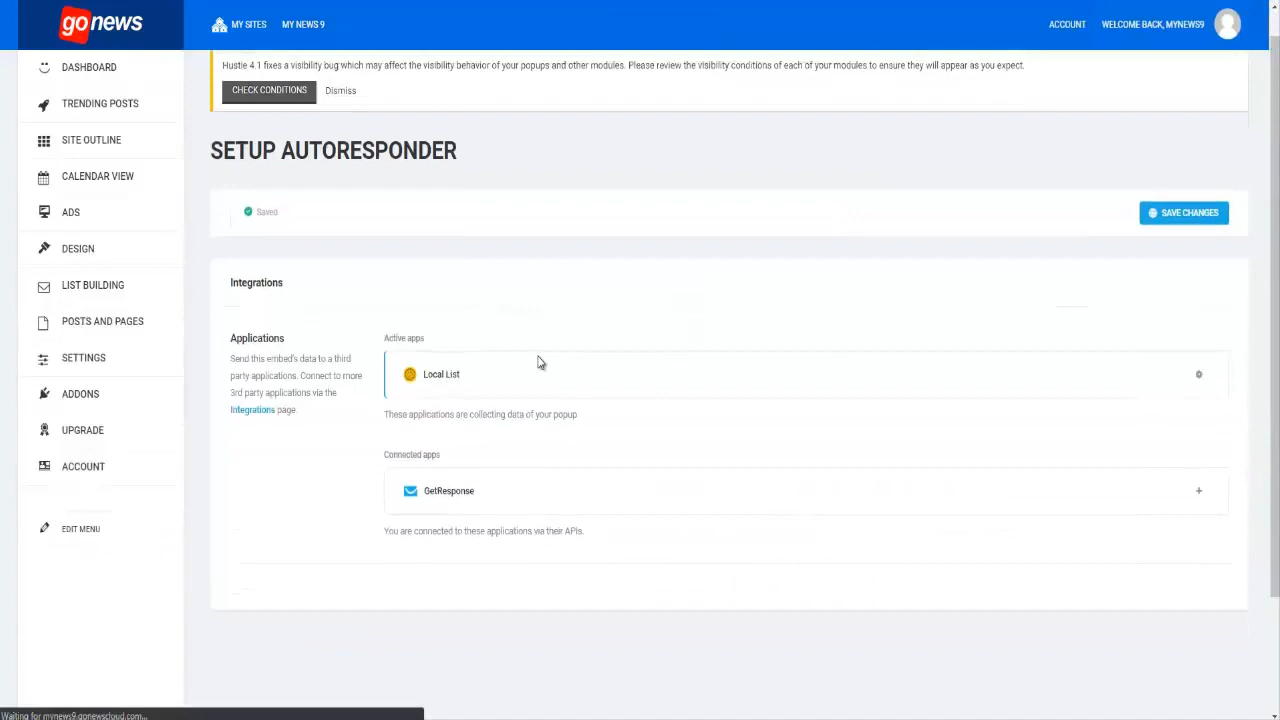 go news
MY SITES
MY NEWS 9
ACCOUNT
WELCOME BACK, MYNEWS9
DASHBOARD
TRENDING POSTS
SITE OUTLINE
CALENDAR VIEW
ADS
DESIGN
LIST BUILDING
POSTS AND PAGES
SETTINGS
ADDONS
UPGRADE
ACCOUNT
EDIT MENU
Hustle 4.1 fixes a visibility bug which may affect the visibility behavior of your popups and other modules. Please review the visibility conditions of each of your modules to ensure they will appear as you expect.
CHECK CONDITIONS
Dismiss
SETUP AUTORESPONDER
Saved
SAVE CHANGES
Integrations
Applications
Send this embed's data to a third
party applications. Connect to more
3rd party applications via the
Integrations page.
Active apps
Local List
These applications are collecting data of your popup
Connected apps
GetResponse
You are connected to these applications via their APIs.
Waiting for mynews9.gonewscloud.com...